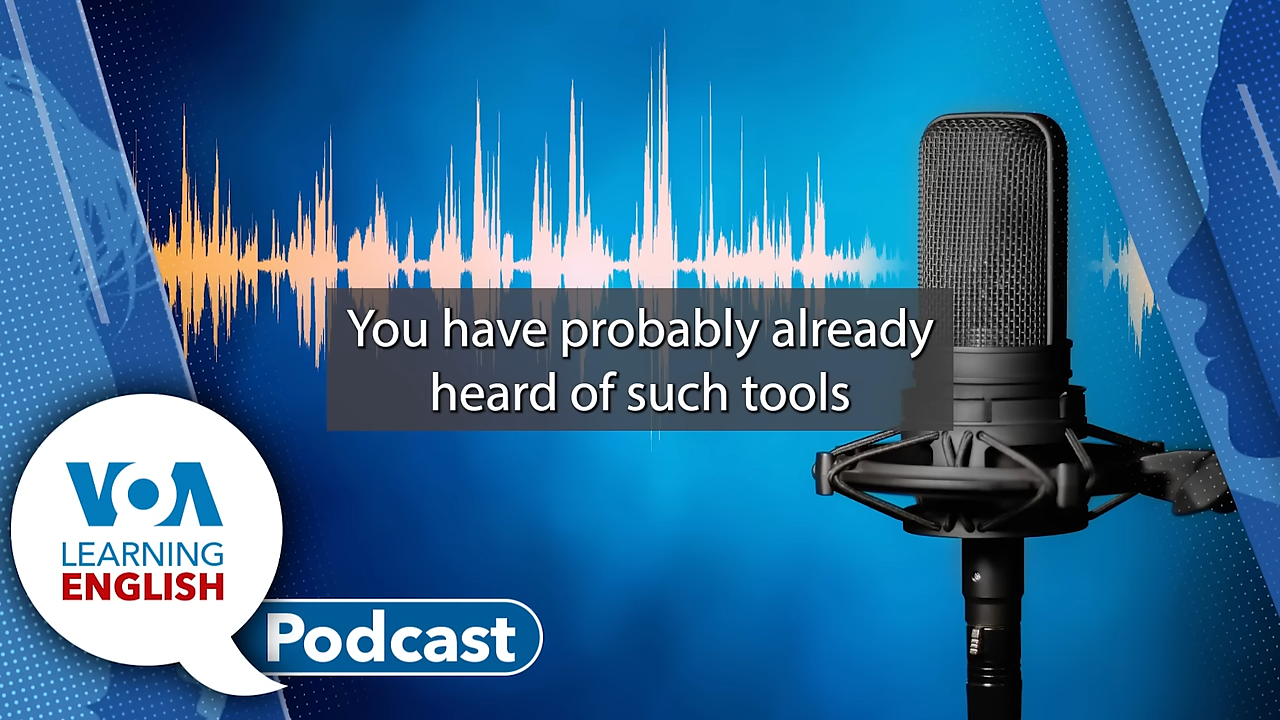 You have probably already
heard of such tools
VOA
LEARNING
ENGLISH
Podcast